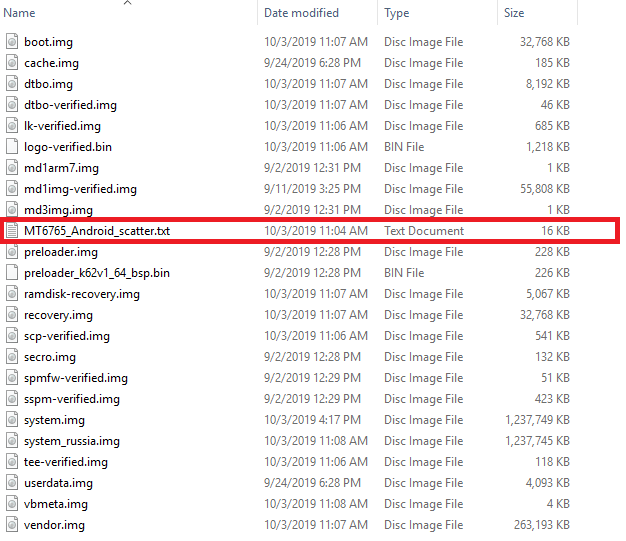 Name Date modified Type Size
boot.img 10/3/2019 11:07 AM Disc Image File 32,768 KB
cache.img 9/24/2019 6:28 PM Disc Image File 185 KB
dtbo.img 10/3/2019 11:07 AM Disc Image File 8,192 KB
dtbo-verified.img 10/3/2019 11:07 AM Disc Image File 46 KB
lk-verified.img 10/3/2019 11:06 AM Disc Image File 685 KB
logo-verified.bin 10/3/2019 11:06 AM BIN File 1,218 KB
md1arm7.img 9/2/2019 12:31 PM Disc Image File 1 KB
md1img-verified.img 9/11/2019 3:25 PM Disc Image File 55,808 KB
md3img.img 9/2/2019 12:31 PM Disc Image File 1 KB
MT6765_Android_scatter.txt 10/3/2019 11:04 AM Text Document 16 KB
preloader.img 9/2/2019 12:28 PM Disc Image File 228 KB
preloader_k62v1_64_bsp.bin 9/2/2019 12:28 PM BIN File 226 KB
ramdisk-recovery.img 10/3/2019 11:07 AM Disc Image File 5,067 KB
recovery.img 10/3/2019 11:07 AM Disc Image File 32,768 KB
scp-verified.img 10/3/2019 11:06 AM Disc Image File 541 KB
secro.img 9/2/2019 12:28 PM Disc Image File 132 KB
spmfw-verified.img 9/2/2019 12:29 PM Disc Image File 51 KB
sspm-verified.img 9/2/2019 12:29 PM Disc Image File 423 KB
system.img 10/3/2019 4:17 PM Disc Image File 1,237,749 KB
system_russia.img 10/3/2019 11:08 AM Disc Image File 1,237,745 KB
tee-verified.img 10/3/2019 11:06 AM Disc Image File 118 KB
userdata.img 9/24/2019 6:28 PM Disc Image File 4,093 KB
vbmeta.img 10/3/2019 11:08 AM Disc Image File 4 KB
vendor.img 10/3/2019 11:07 AM Disc Image File 263,193 KB